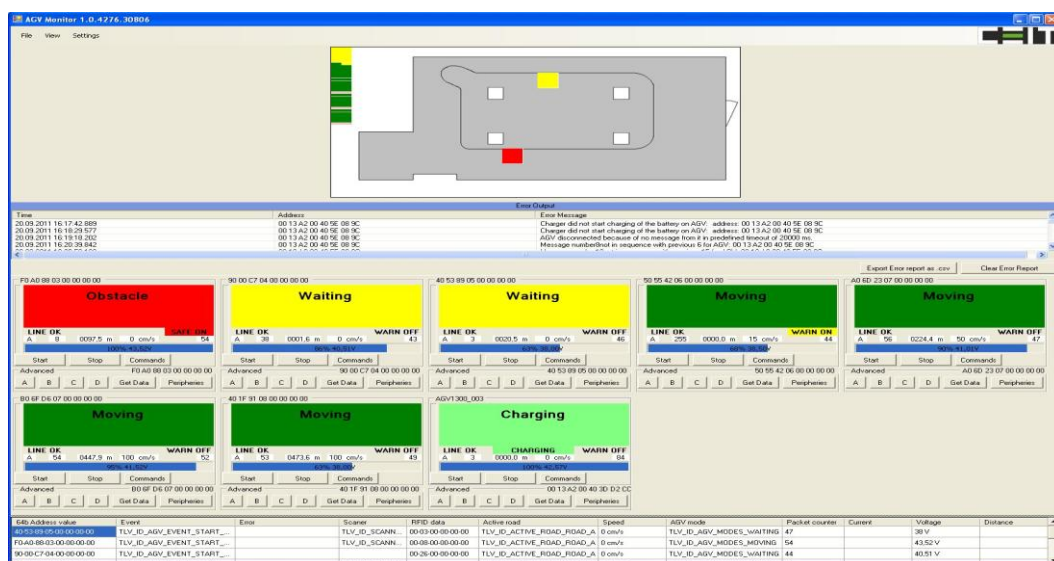 AGV Monitor 1.0.4276.30806
File View Settings
Error Output
Time Address Error Message
20.09.2011 16:17:42.889 00 13 A2 00 40 5E 08 9C Charger did not start charging of the battery on AGV: address: 00 13 A2 00 40 5E 08 9C
20.09.2011 16:18:29.577 00 13 A2 00 40 5E 08 9C Charger did not start charging of the battery on AGV: address: 00 13 A2 00 40 5E 08 9C
20.09.2011 16:19:18.202 00 13 A2 00 40 5E 08 9C AGV disconnected because of no message from it in predefined timeout of 20000 ms.
20.09.2011 16:20:39.842 00 13 A2 00 40 5E 08 9C Message number8not in sequence with previous 6 for AGV: 00 13 A2 00 40 5E 08 9C
Export Error report as .csv Clear Error Report
F0 A0 88 03 00 00 00 00 90 00 C7 04 00 00 00 00 40 53 89 05 00 00 00 00 50 55 42 06 00 00 00 00 A0 6D 23 07 00 00 00 00
Obstacle Waiting Waiting Moving Moving
LINE OK SAFE ON LINE OK WARN OFF LINE OK WARN OFF LINE OK WARN ON LINE OK WARN OFF
A 8 0097,5 m 0 cm/s 54 A 38 0001,6 m 0 cm/s 43 A 3 0020,5 m 0 cm/s 46 A 255 0000,0 m 15 cm/s 44 A 56 0224,4 m 50 cm/s 47
100% 43,52V 86% 40,51V 63% 38,00V 68% 38,50V 90% 41,01V
Start Stop Commands Start Stop Commands Start Stop Commands Start Stop Commands Start Stop Commands
Advanced F0 A0 88 03 00 00 00 00 Advanced 90 00 C7 04 00 00 00 00 Advanced 40 53 89 05 00 00 00 00 Advanced 50 55 42 06 00 00 00 00 Advanced A0 6D 23 07 00 00 00 00
A B C D Get Data Peripheries A B C D Get Data Peripheries A B C D Get Data Peripheries A B C D Get Data Peripheries A B C D Get Data Peripheries
B0 6F D6 07 00 00 00 00 40 1F 91 08 00 00 00 00 AGV1300_003
Moving Moving Charging
LINE OK WARN OFF LINE OK WARN OFF LINE OK CHARGING WARN OFF
A 54 0447,9 m 100 cm/s 52 A 53 0473,6 m 100 cm/s 49 A 3 0000,0 m 0 cm/s 84
95% 41,52V 63% 38,00V 100% 42,57V
Start Stop Commands Start Stop Commands Start Stop Commands
Advanced B0 6F D6 07 00 00 00 00 Advanced 40 1F 91 08 00 00 00 00 Advanced 00 13 A2 00 40 3D D2 CC
A B C D Get Data Peripheries A B C D Get Data Peripheries A B C D Get Data Peripheries
64b Address value Event Error Scaner RFID data Active road Speed AGV mode Packet counter Current Voltage Distance
40-53-89-05-00-00-00-00 TLV_ID_AGV_EVENT_START_... TLV_ID_SCANN... 00-03-00-00-00 TLV_ID_ACTIVE_ROAD_ROAD_A 0 cm/s TLV_ID_AGV_MODES_WAITING 47 38 V
F0-A0-88-03-00-00-00-00 TLV_ID_AGV_EVENT_START_... TLV_ID_SCANN... 00-08-00-00-00 TLV_ID_ACTIVE_ROAD_ROAD_A 0 cm/s TLV_ID_AGV_MODES_MOVING 54 43,52 V
90-00-C7-04-00-00-00-00 TLV_ID_AGV_EVENT_START_... 00-26-00-00-00 TLV_ID_ACTIVE_ROAD_ROAD_A 0 cm/s TLV_ID_AGV_MODES_WAITING 44 40,51 V